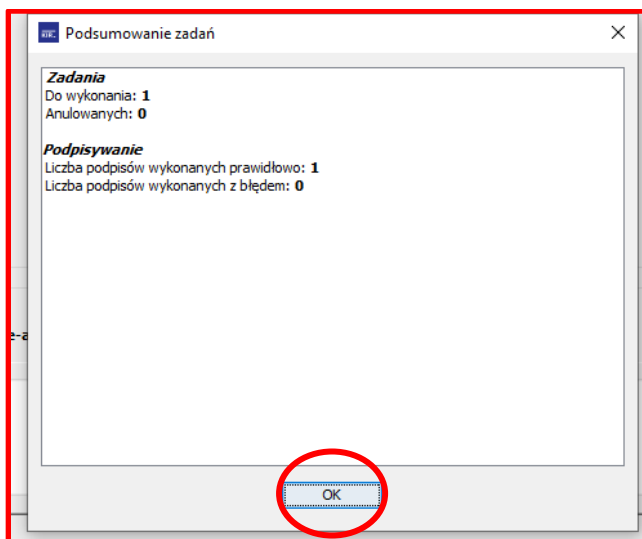 Podsumowanie zadań
Zadania
Do wykonania: 1
Anulowanych: 0
Podpisywanie
Liczba podpisów wykonanych prawidłowo: 1
Liczba podpisów wykonanych z błędem: 0
OK